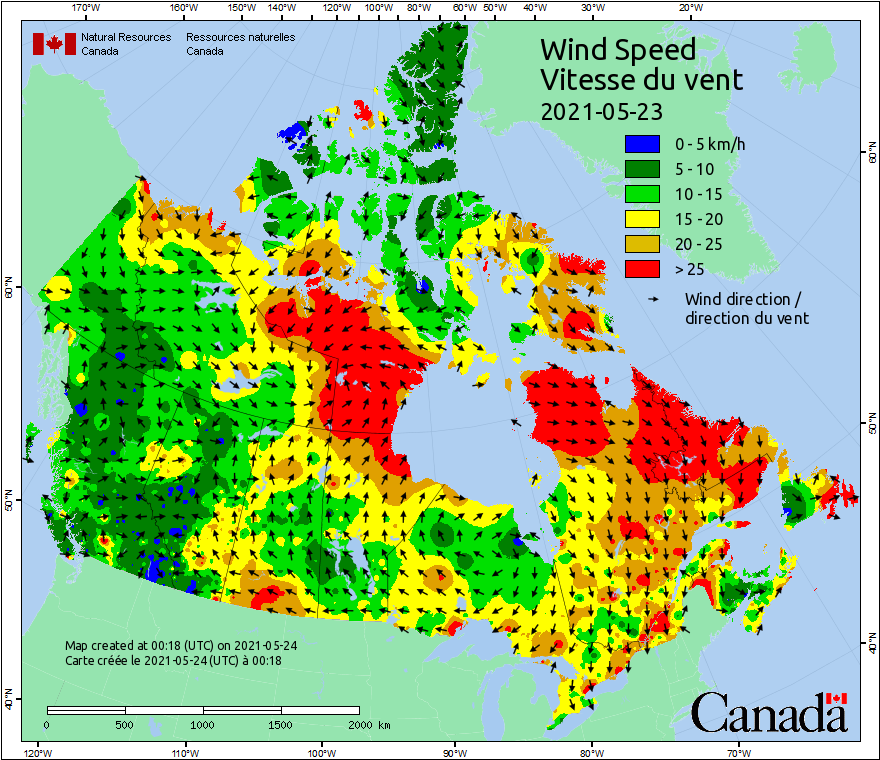 170°W 160°W 150°W 140°W 130°W 120°W 110°W 100°W 90°W 80°W 70°W 60°W 50°W 40°W 30°W 20°W
Natural Resources Ressources naturelles
Canada Canada
Wind Speed
Vitesse du vent
2021-05-23
0 - 5 km/h
5 - 10
10 - 15
15 - 20
20 - 25
> 25
Wind direction /
direction du vent
60°N
60°N
50°N
50°N
40°N
40°N
Map created at 00:18 (UTC) on 2021-05-24
Carte créée le 2021-05-24 (UTC) à 00:18
0 500 1000 1500 2000 km
Canada
120°W 110°W 100°W 90°W 80°W 70°W